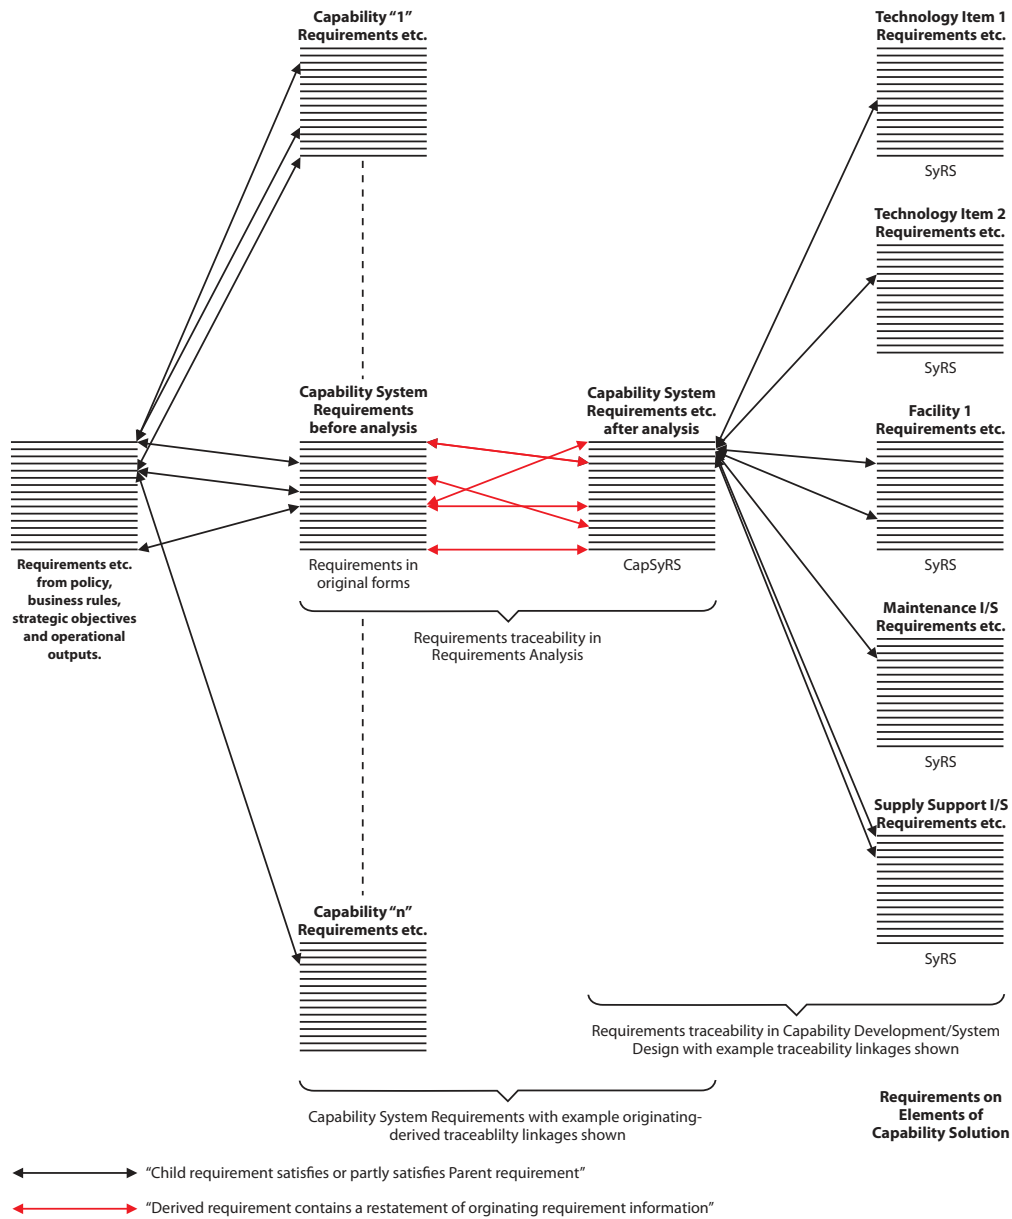 Capability “1”
Requirements etc.
Technology Item 1
Requirements etc.
SyRS
Technology Item 2
Requirements etc.
SyRS
Capability System
Requirements
before analysis
Capability System
Requirements etc.
after analysis
Facility 1
Requirements etc.
Requirements etc.
from policy,
business rules,
strategic objectives
and operational
outputs.
Requirements in
original forms
CapSyRS
SyRS
Requirements traceability in
Requirements Analysis
Maintenance I/S
Requirements etc.
SyRS
Supply Support I/S
Requirements etc.
SyRS
Capability “n”
Requirements etc.
Requirements traceability in Capability Development/System
Design with example traceability linkages shown
Capability System Requirements with example originating-
derived traceablilty linkages shown
Requirements on
Elements of
Capability Solution
“Child requirement satisfies or partly satisfies Parent requirement”
“Derived requirement contains a restatement of orginating requirement information”